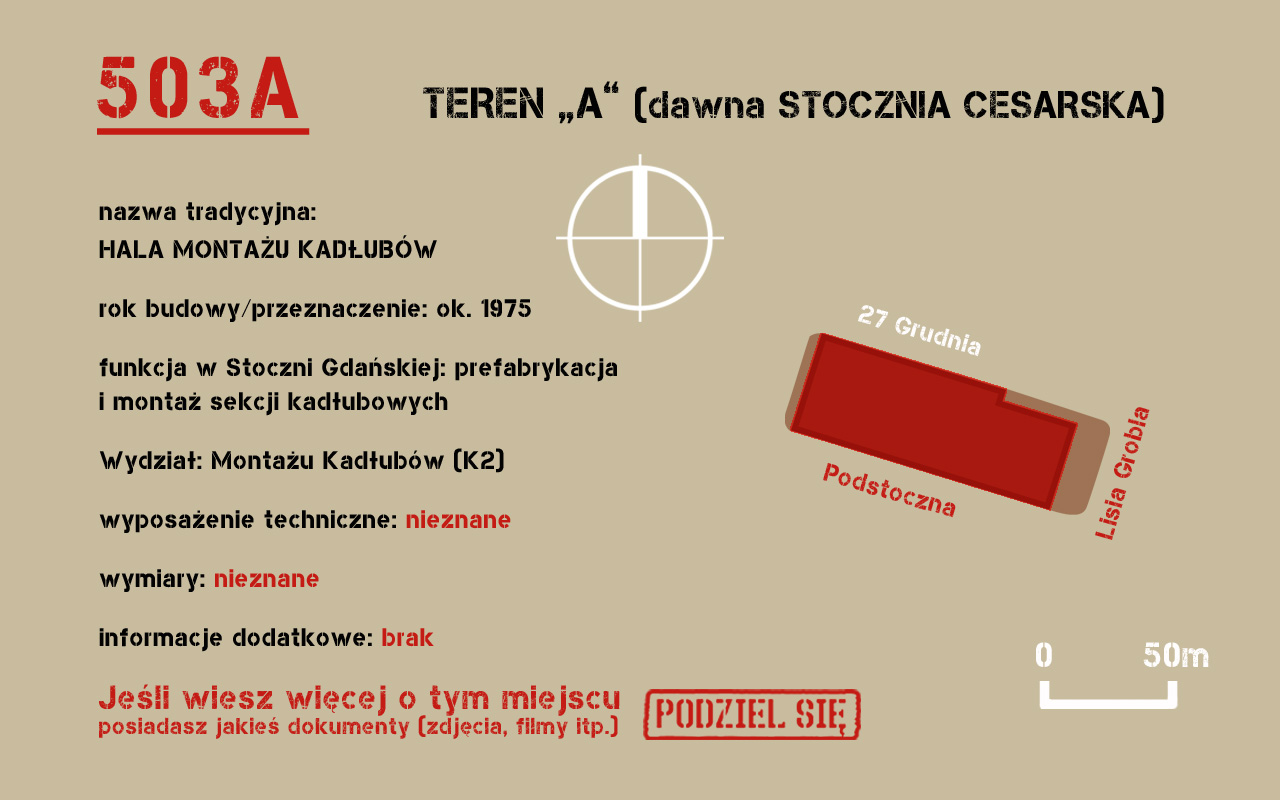 503A
TEREN „A“ (dawna STOCZNIA CESARSKA)
nazwa tradycyjna:
HALA MONTAŻU KADŁUBÓW
rok budowy/przeznaczenie: ok. 1975
funkcja w Stoczni Gdańskiej: prefabrykacja
i montaż sekcji kadłubowych
Wydział: Montażu Kadłubów (K2)
wyposażenie techniczne: nieznane
wymiary: nieznane
informacje dodatkowe: brak
Jeśli wiesz więcej o tym miejscu
posiadasz jakieś dokumenty (zdjęcia, filmy itp.)
PODZIEL SIĘ
27 Grudnia
Podstoczna
Lisia Grobla
0 50m